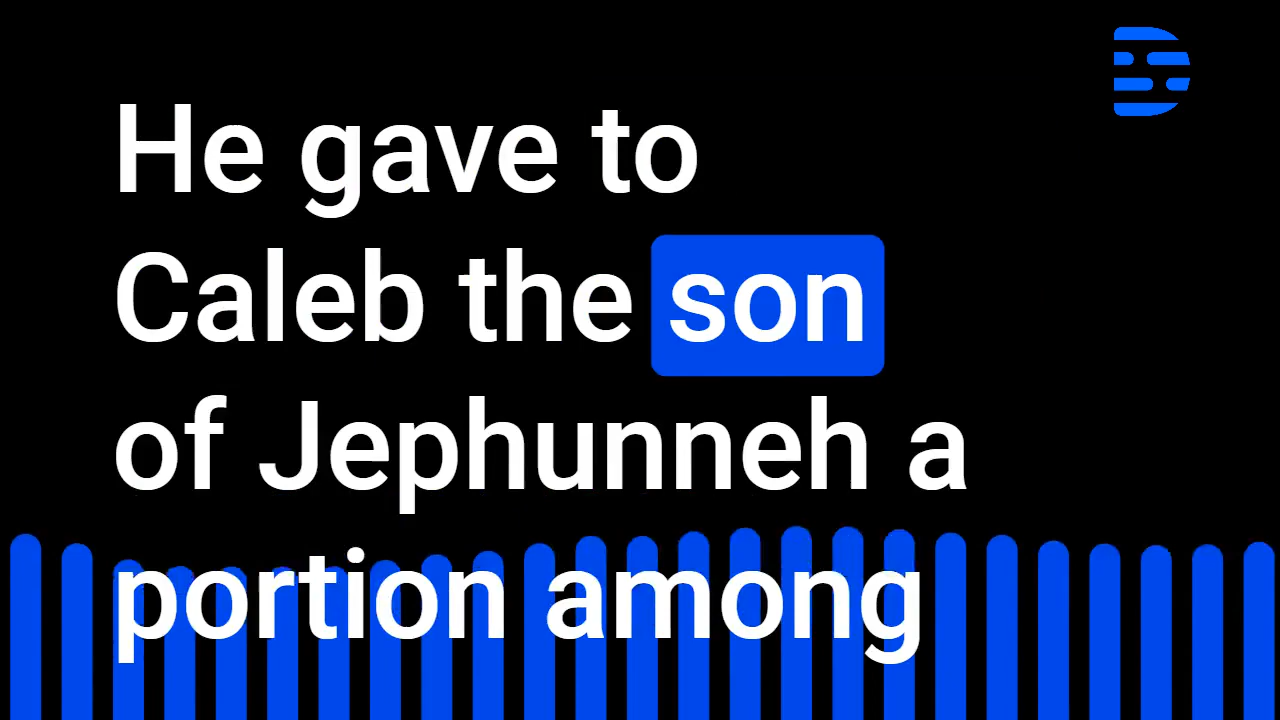 He gave to
Caleb the son
of Jephunneh a
portion among